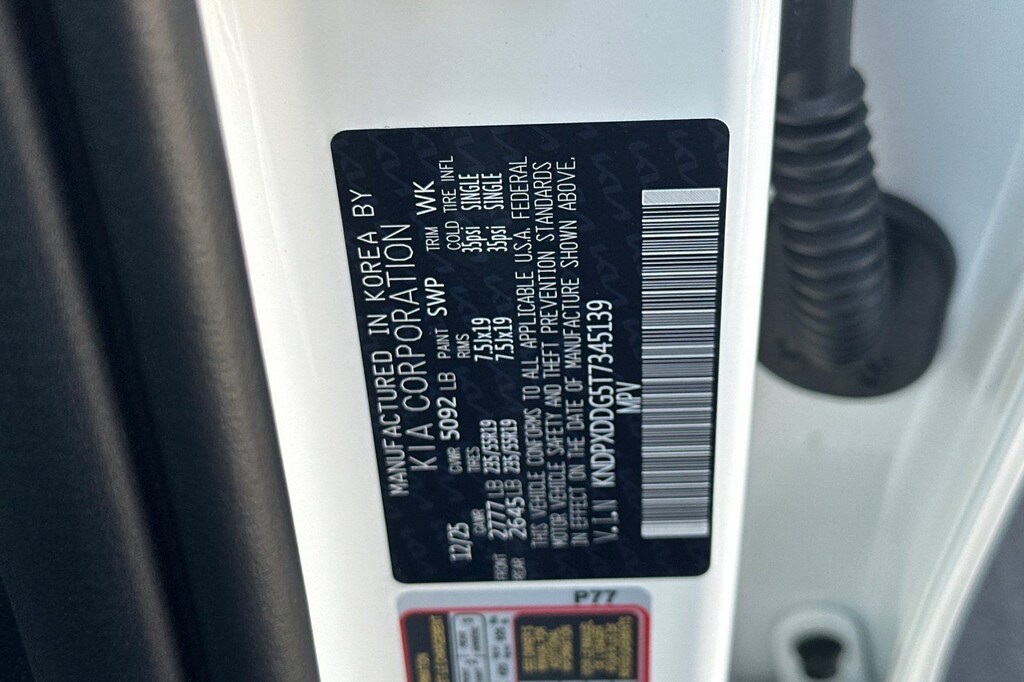 MANUFACTURED IN KOREA BY
KIA CORPORATION
12/25 GVWR 5092 LB PAINT SWP TRIM WK
GAWR TIRES RIMS COLD TIRE INFL
FRONT 2777 LB 235/55R19 7.5Jx19 35psi SINGLE
REAR 2645 LB 235/55R19 7.5Jx19 35psi SINGLE
THIS VEHICLE CONFORMS TO ALL APPLICABLE U.S.A. FEDERAL
MOTOR VEHICLE SAFETY AND THEFT PREVENTION STANDARDS
IN EFFECT ON THE DATE OF MANUFACTURE SHOWN ABOVE.
V.I.N KNDPXDDG5T7345139
MPV
P77